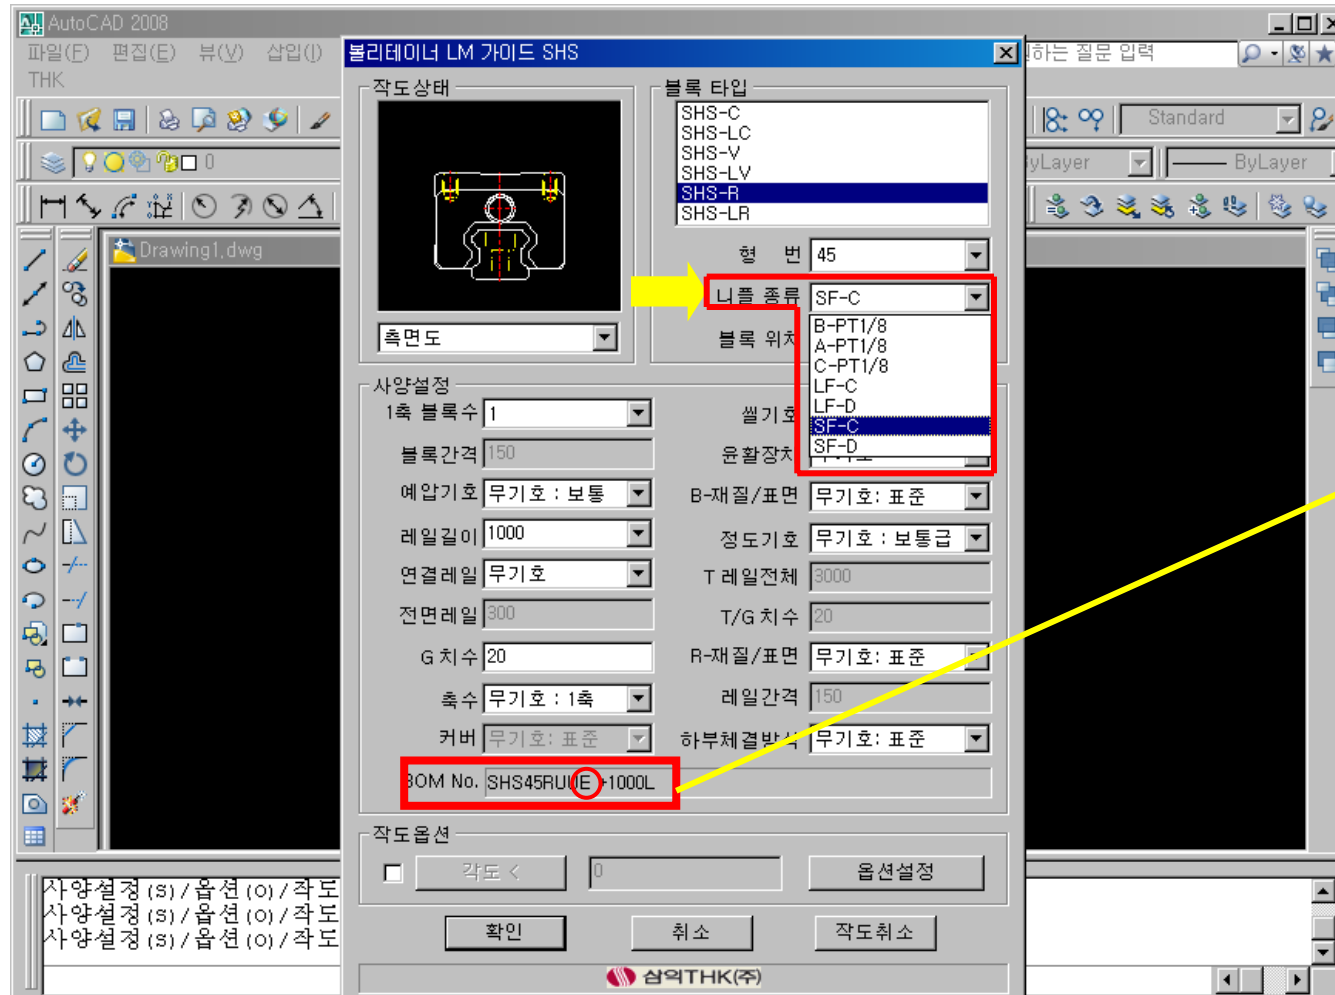 AutoCAD 2008
파일(F) 편집(E) 뷰(V) 삽입(I)
하는 질문 입력
THK
Standard
0
yLayer
ByLayer
Drawing1.dwg
볼리테이너 LM 가이드 SHS
작도상태
측면도
블록 타입
SHS-C
SHS-LC
SHS-V
SHS-LV
SHS-R
SHS-LR
형 번 45
니플 종류 SF-C
블록 위치
B-PT1/8
A-PT1/8
C-PT1/8
LF-C
LF-D
SF-C
SF-D
사양설정
1축 블록수 1
씰기호
블록간격 150
윤활장치
예압기호 무기호 : 보통
B-재질/표면 무기호: 표준
레일길이 1000
정도기호 무기호 : 보통급
연결레일 무기호
T 레일전체 3000
전면레일 300
T/G 치수 20
G 치수 20
R-재질/표면 무기호: 표준
축수 무기호 : 1축
레일간격 150
커버 무기호: 표준
하부체결방식 무기호: 표준
BOM No. SHS45RUUE +1000L
작도옵션
각도 < 0 옵션설정
확인 취소 작도취소
삼익THK(주)
사양설정(S)/옵션(O)/작도
사양설정(S)/옵션(O)/작도
사양설정(S)/옵션(O)/작도